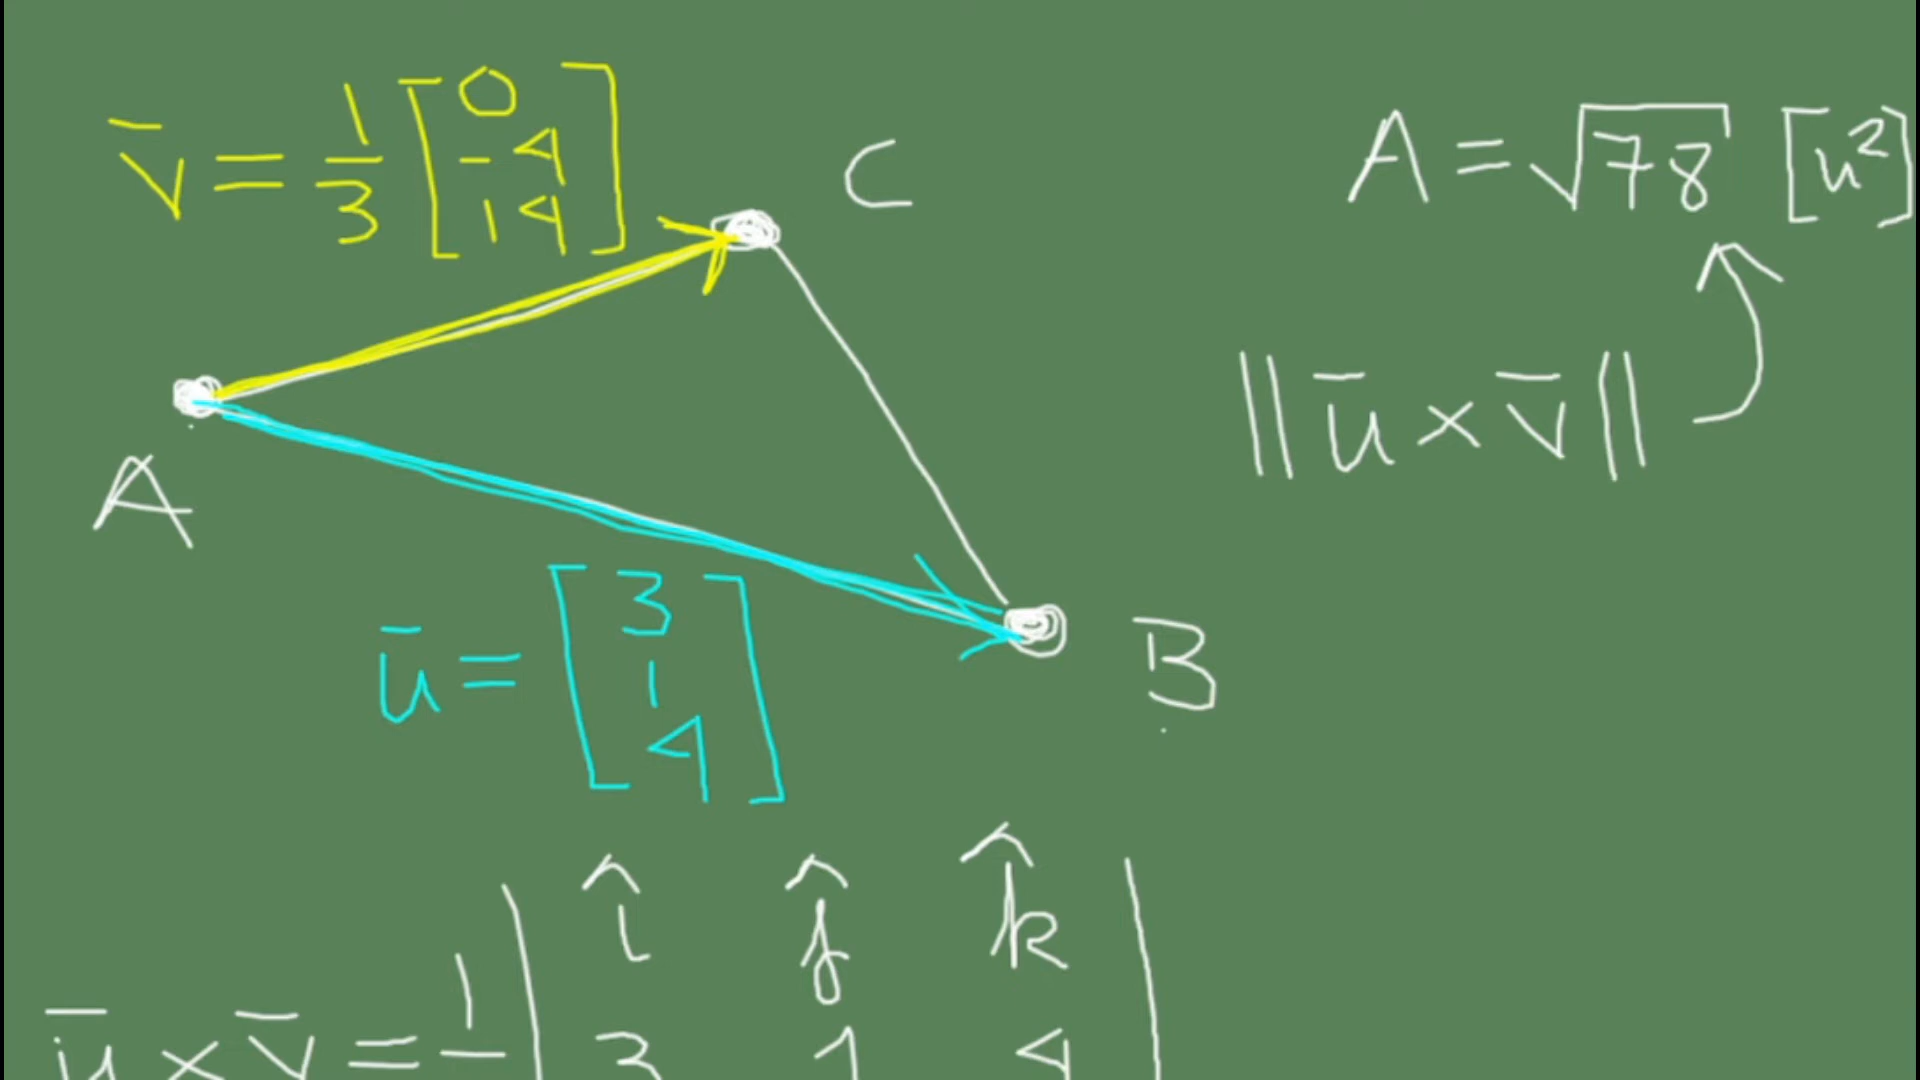 v̄ = 1/3 [0 -4 14]
C
A = √78 [u²]
‖ū × v̄‖
A
B
ū = [3 1 4]
î ĵ k̂
ū × v̄ = 1
3 1 4